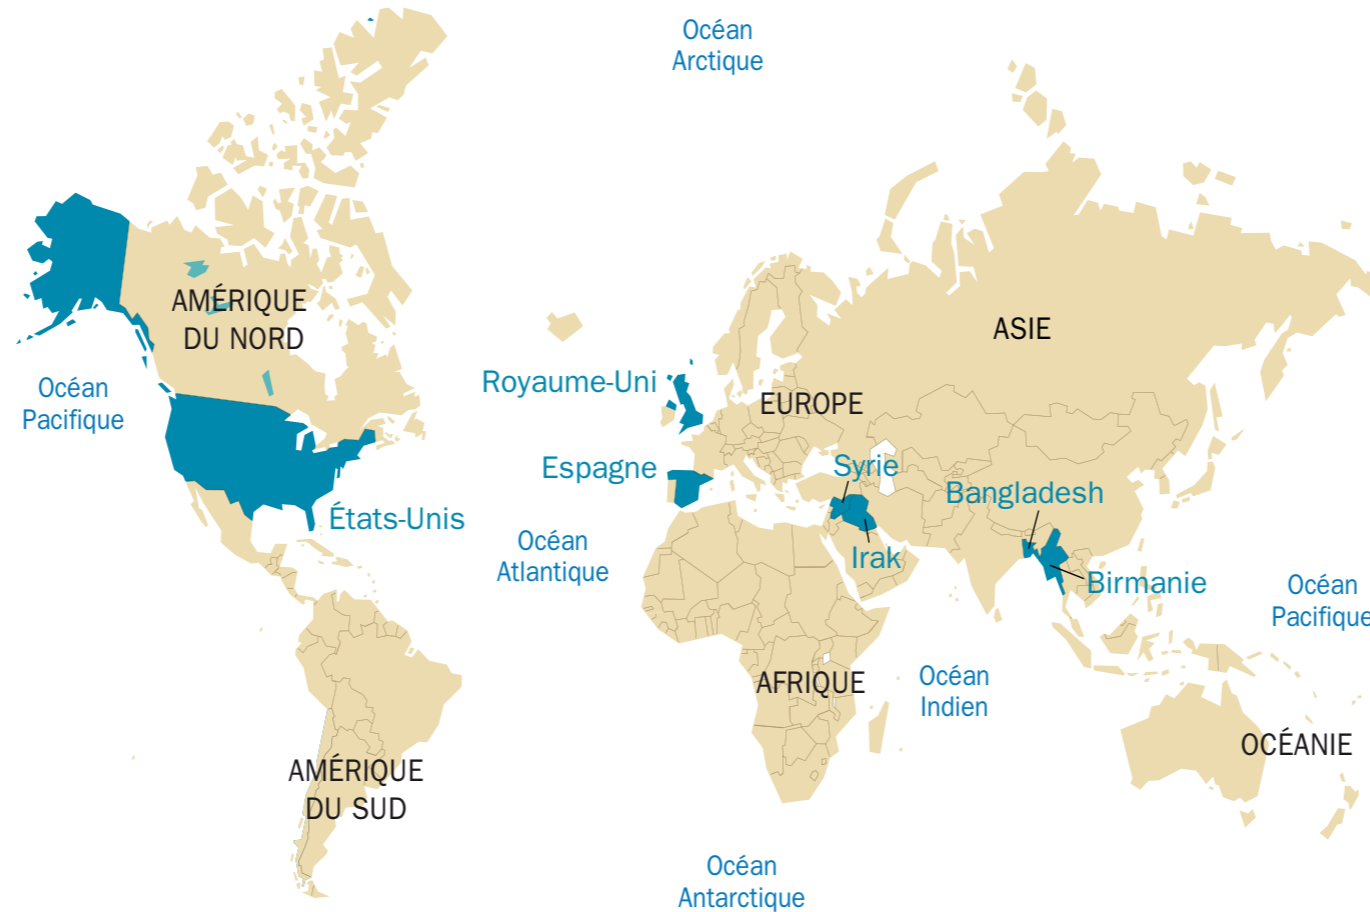 Océan
Arctique
AMÉRIQUE
DU NORD
ASIE
Océan
Pacifique
Royaume-Uni
EUROPE
Espagne
Syrie
Bangladesh
États-Unis
Océan
Atlantique
Irak
Birmanie
Océan
Pacifique
AFRIQUE
Océan
Indien
OCÉANIE
AMÉRIQUE
DU SUD
Océan
Antarctique